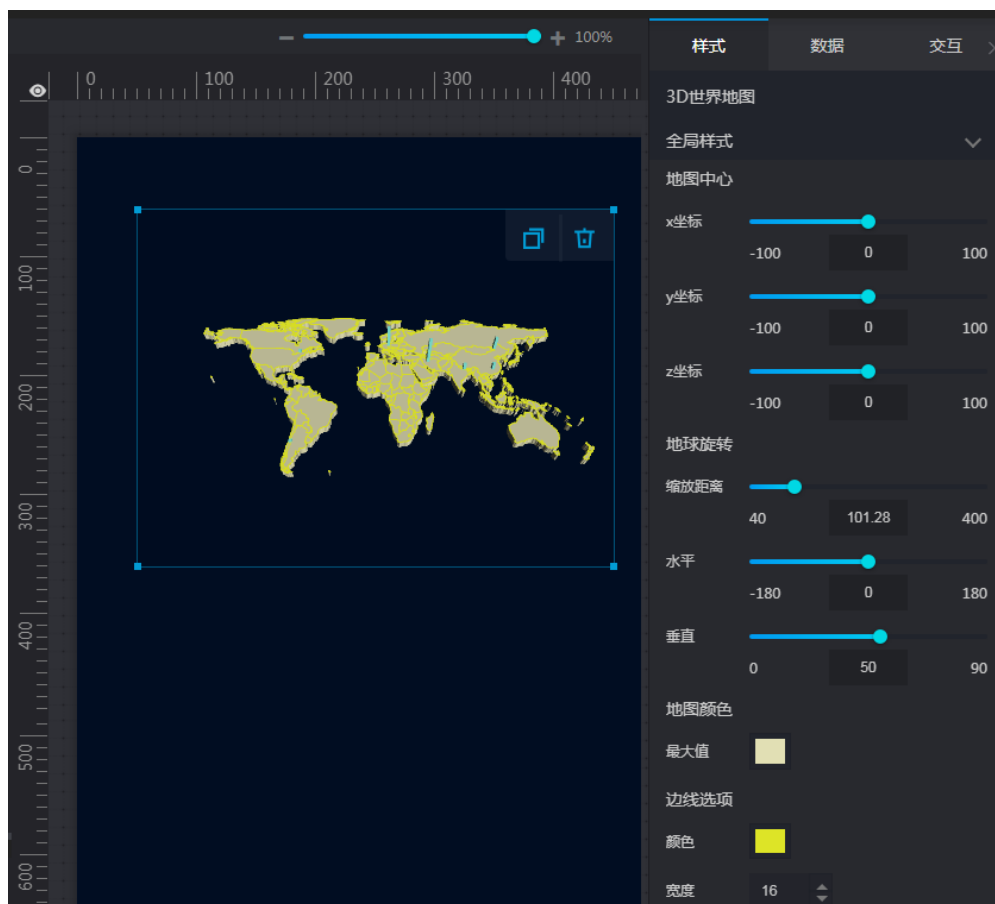 100%
样式 数据 交互
0 100 200 300 400
3D世界地图
全局样式
地图中心
x坐标
-100 0 100
y坐标
-100 0 100
z坐标
-100 0 100
地球旋转
缩放距离
40 101.28 400
水平
-180 0 180
垂直
0 50 90
地图颜色
最大值
边线选项
颜色
宽度 16
0
100
200
300
400
500
600